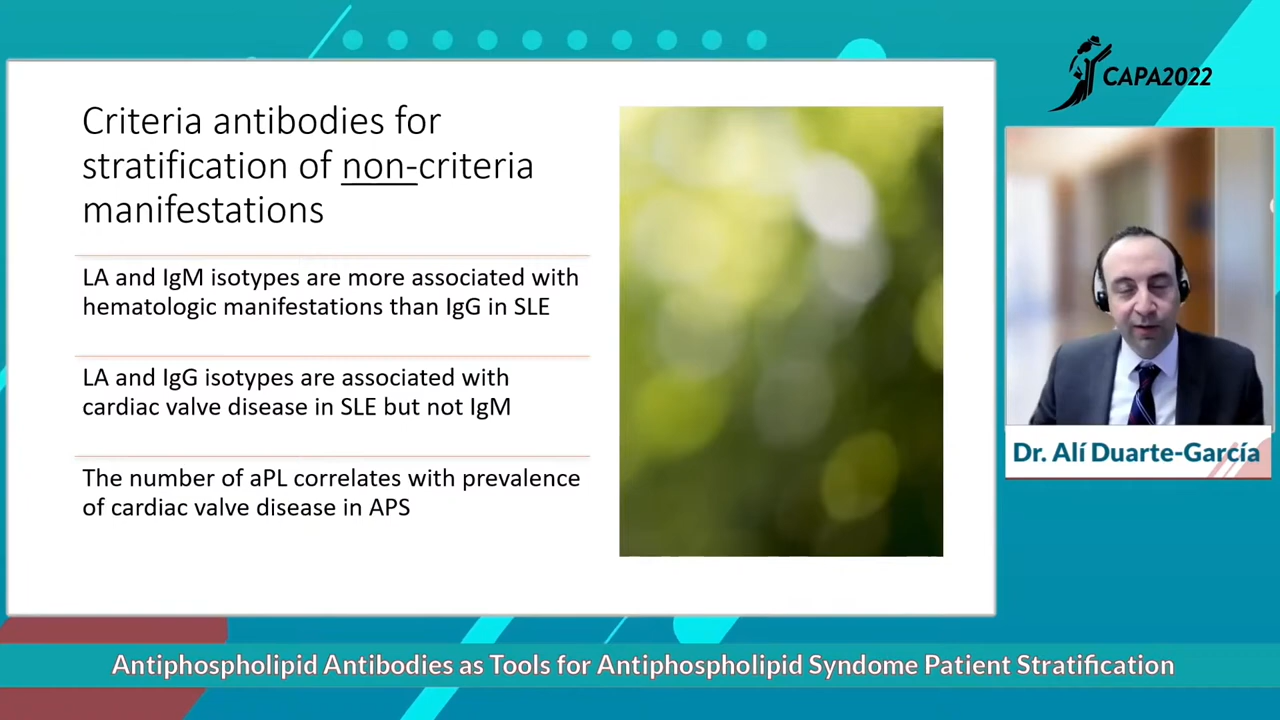 CAPA2022
Criteria antibodies for
stratification of non-criteria
manifestations
LA and IgM isotypes are more associated with
hematologic manifestations than IgG in SLE
LA and IgG isotypes are associated with
cardiac valve disease in SLE but not IgM
The number of aPL correlates with prevalence
of cardiac valve disease in APS
Dr. Alí Duarte-García
Antiphospholipid Antibodies as Tools for Antiphospholipid Syndome Patient Stratification